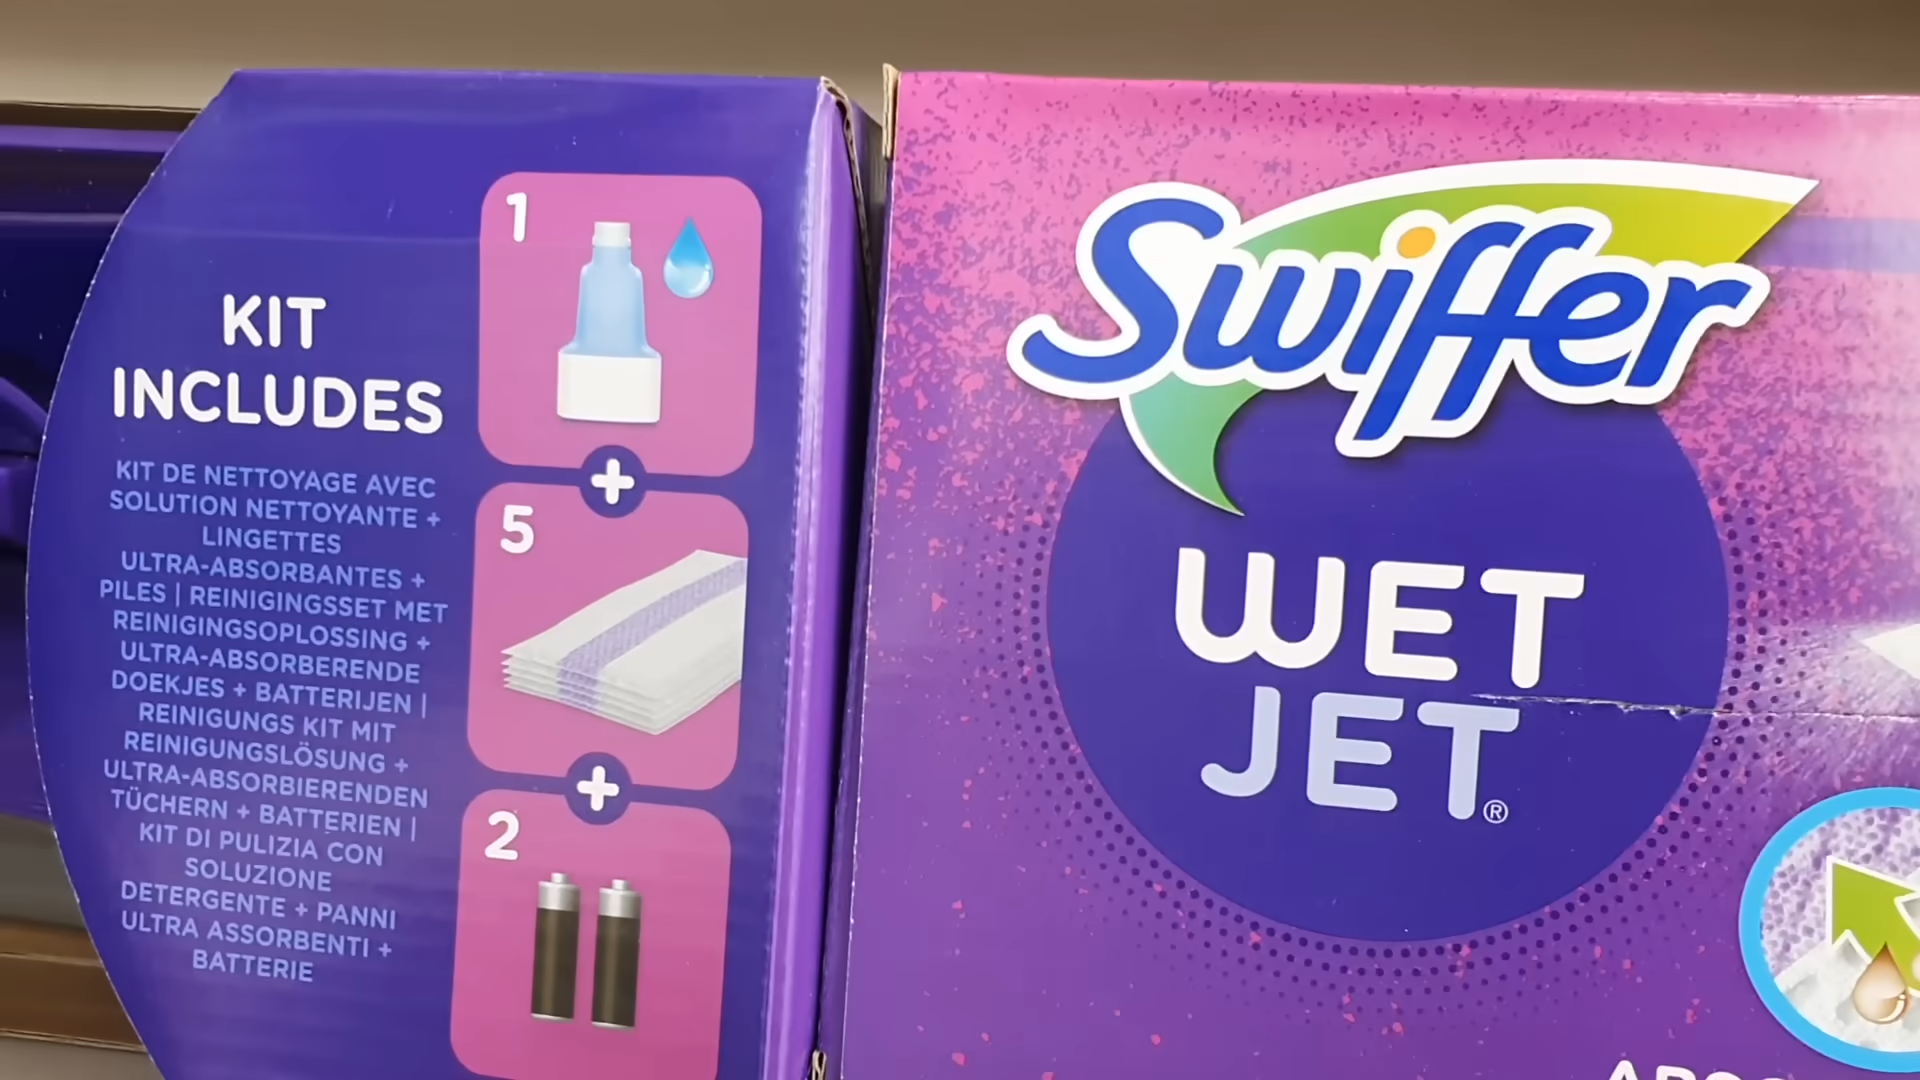 KIT
INCLUDES
KIT DE NETTOYAGE AVEC
SOLUTION NETTOYANTE +
LINGETTES
ULTRA-ABSORBANTES +
PILES | REINIGINGSSET MET
REINIGINGSOPLOSSING +
ULTRA-ABSORBERENDE
DOEKJES + BATTERIJEN |
REINIGUNGS KIT MIT
REINIGUNGSLÖSUNG +
ULTRA-ABSORBIERENDEN
TÜCHERN + BATTERIEN |
KIT DI PULIZIA CON
SOLUZIONE
DETERGENTE + PANNI
ULTRA ASSORBENTI +
BATTERIE
1
+
5
+
2
Swiffer
WET
JET®